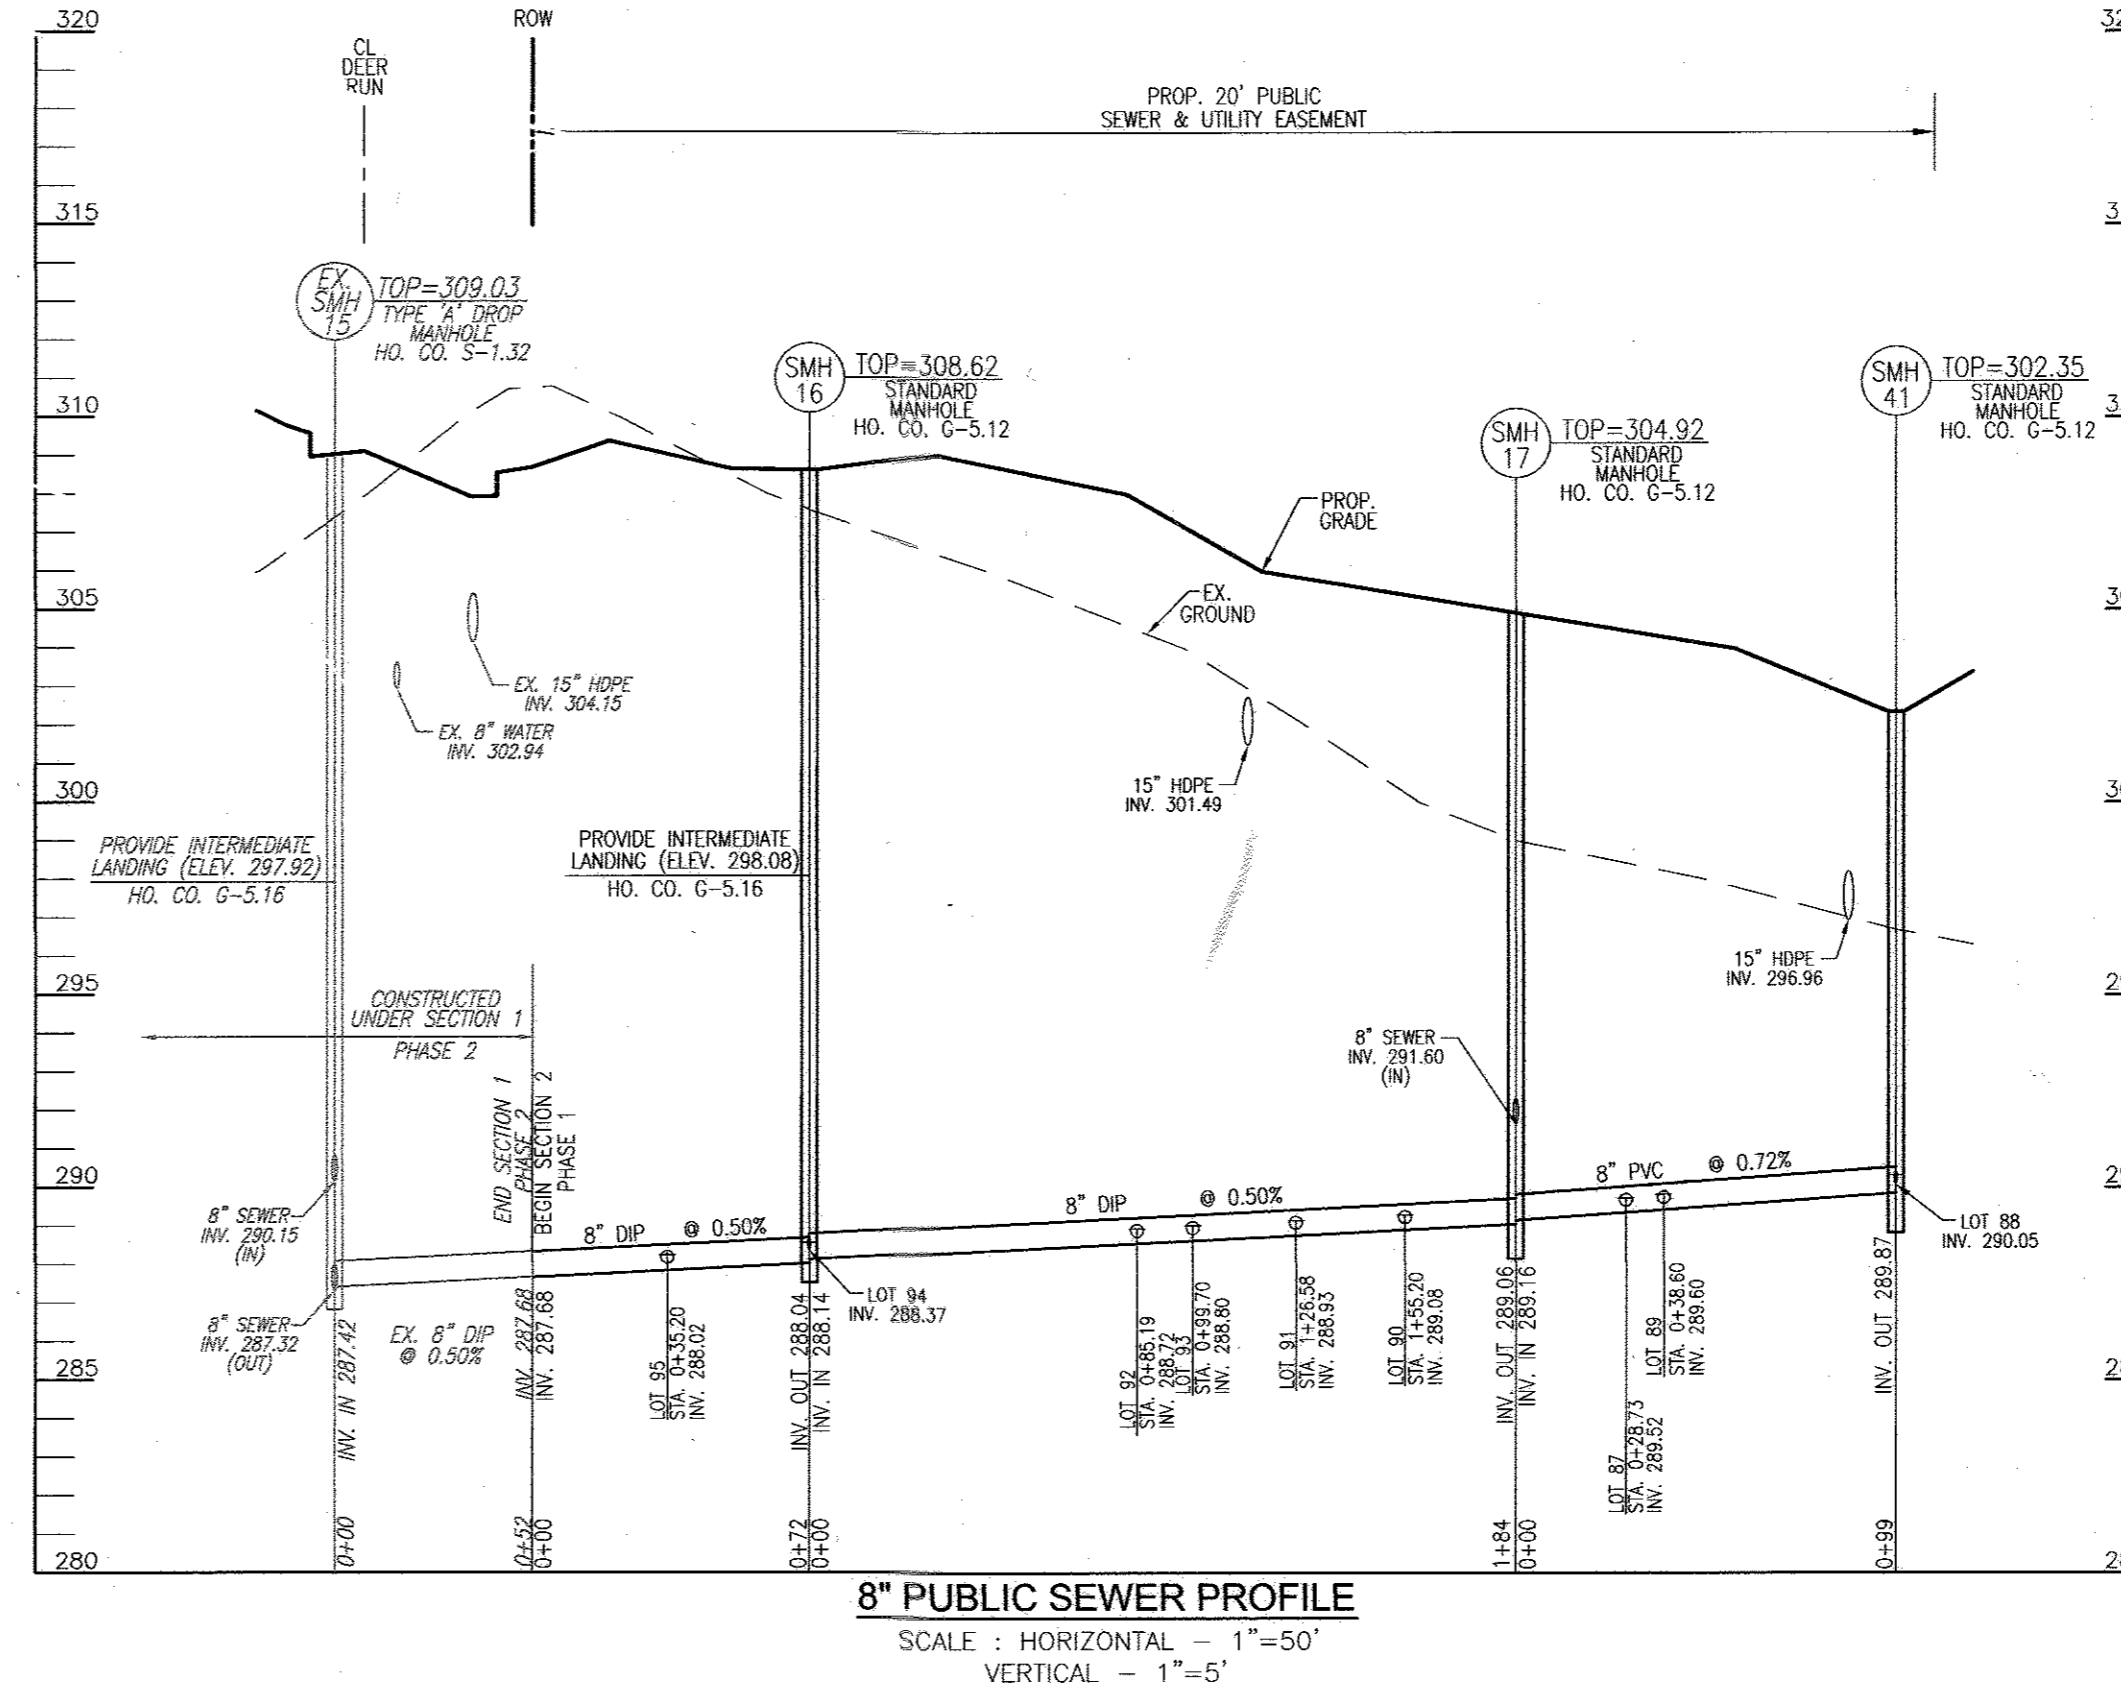 320
ROW
CL
DEER
RUN
PROP. 20' PUBLIC
SEWER & UTILITY EASEMENT
315
EX.
SMH
15
TOP=309.03
TYPE 'A' DROP
MANHOLE
HO. CO. S-1.32
SMH
16
TOP=308.62
STANDARD
MANHOLE
HO. CO. G-5.12
SMH
17
TOP=304.92
STANDARD
MANHOLE
HO. CO. G-5.12
SMH
41
TOP=302.35
STANDARD
MANHOLE
HO. CO. G-5.12
310
PROP.
GRADE
EX.
GROUND
305
EX. 15" HDPE
INV. 304.15
EX. 8" WATER
INV. 302.94
15" HDPE
INV. 301.49
300
PROVIDE INTERMEDIATE
LANDING (ELEV. 297.92)
HO. CO. G-5.16
PROVIDE INTERMEDIATE
LANDING (ELEV. 298.08)
HO. CO. G-5.16
15" HDPE
INV. 296.96
295
CONSTRUCTED
UNDER SECTION 1
PHASE 2
END SECTION 1
PHASE 2
BEGIN SECTION 2
PHASE 1
8" SEWER
INV. 291.60
(IN)
290
8" SEWER
INV. 290.15
(IN)
8" DIP @ 0.50%
8" DIP @ 0.50%
8" PVC @ 0.72%
LOT 88
INV. 290.05
LOT 94
INV. 288.37
8" SEWER
INV. 287.32
(OUT)
EX. 8" DIP
@ 0.50%
285
INV. IN 287.42
INV. 287.68
INV. 287.68
LOT 95
STA. 0+35.20
INV. 288.02
INV. OUT 288.04
INV. IN 288.14
LOT 92
STA. 0+85.19
INV. 288.72
LOT 93
STA. 0+99.70
INV. 288.80
LOT 91
STA. 1+26.58
INV. 288.93
LOT 90
STA. 1+55.20
INV. 289.08
INV. OUT 289.06
INV. IN 289.16
LOT 87
STA. 0+28.73
INV. 289.52
LOT 89
STA. 0+38.60
INV. 289.60
INV. OUT 289.87
280
0+00
0+52
0+00
0+72
0+00
1+84
0+00
0+99
8" PUBLIC SEWER PROFILE
SCALE : HORIZONTAL - 1"=50'
VERTICAL - 1"=5'